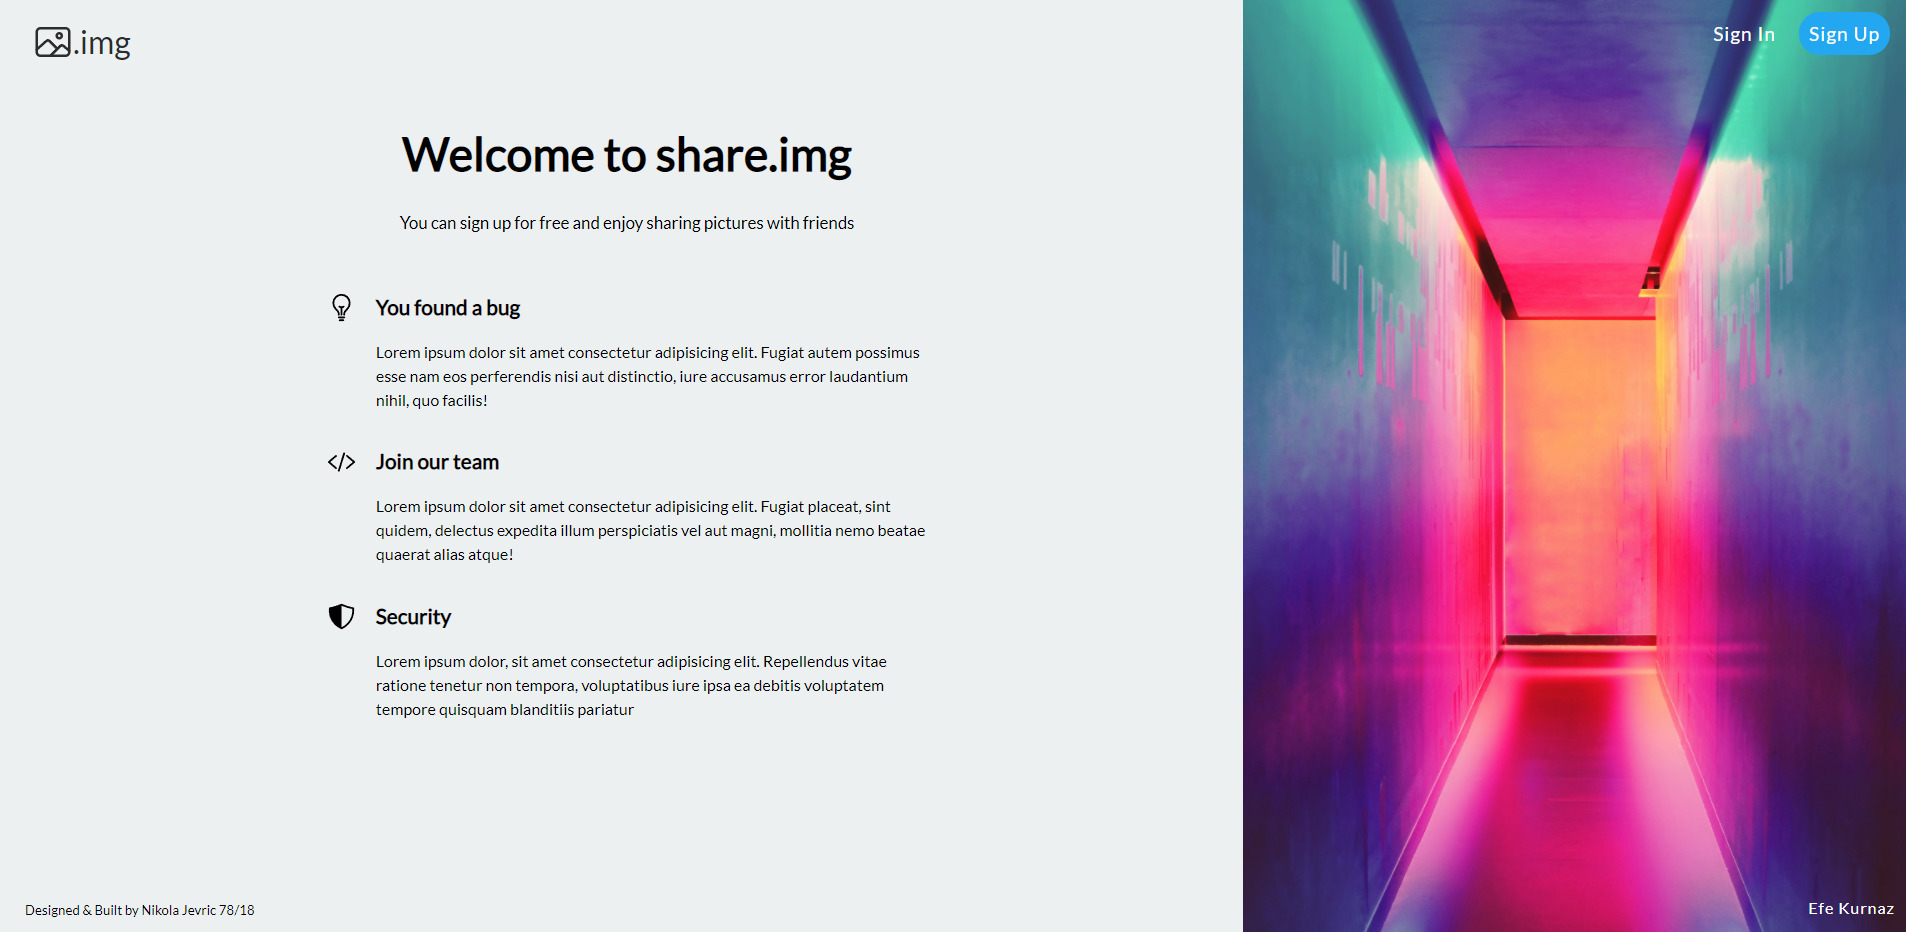 .img
Sign In
Sign Up
Welcome to share.img
You can sign up for free and enjoy sharing pictures with friends
You found a bug
Lorem ipsum dolor sit amet consectetur adipisicing elit. Fugiat autem possimus
esse nam eos perferendis nisi aut distinctio, iure accusamus error laudantium
nihil, quo facilis!
Join our team
Lorem ipsum dolor sit amet consectetur adipisicing elit. Fugiat placeat, sint
quidem, delectus expedita illum perspiciatis vel aut magni, mollitia nemo beatae
quaerat alias atque!
Security
Lorem ipsum dolor, sit amet consectetur adipisicing elit. Repellendus vitae
ratione tenetur non tempora, voluptatibus iure ipsa ea debitis voluptatem
tempore quisquam blanditiis pariatur
Designed & Built by Nikola Jevric 78/18
Efe Kurnaz